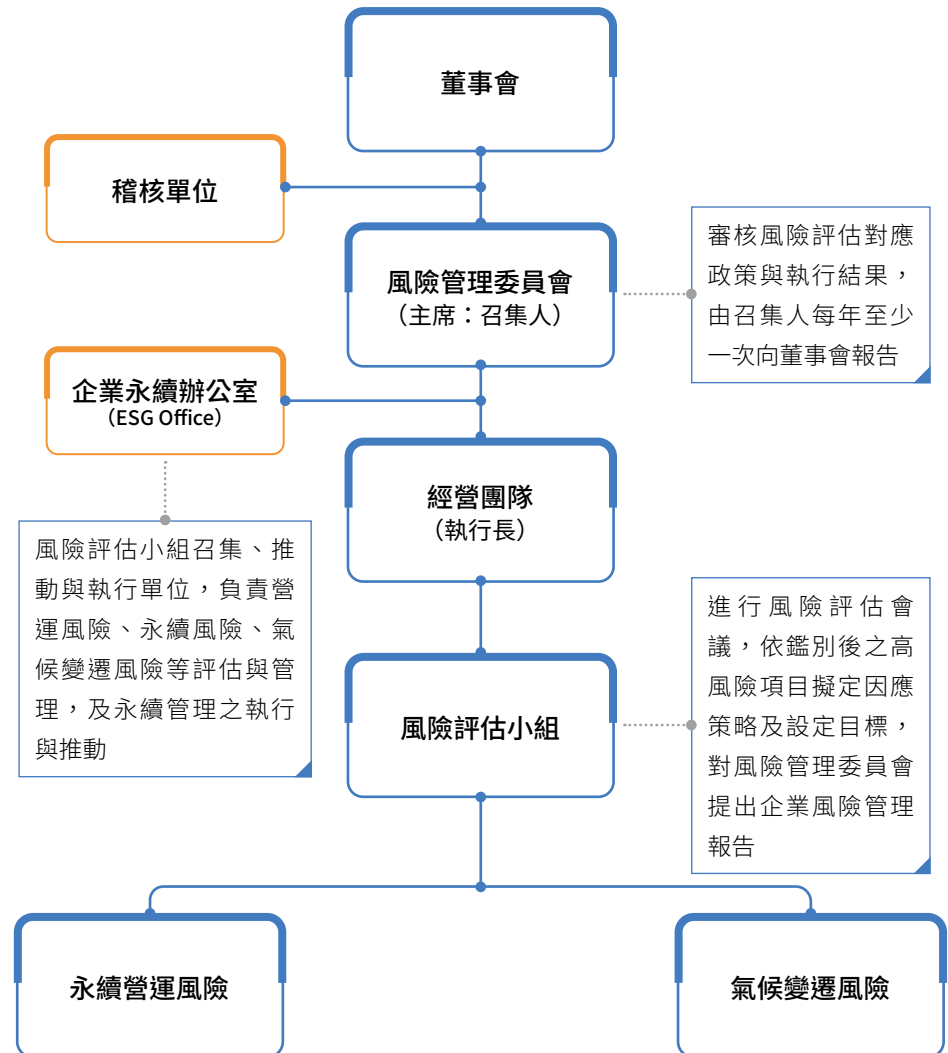 董事會
稽核單位
風險管理委員會
（主席：召集人）
審核風險評估對應
政策與執行結果，
由召集人每年至少
一次向董事會報告
企業永續辦公室
（ESG Office）
經營團隊
（執行長）
風險評估小組召集、推
動與執行單位，負責營
運風險、永續風險、氣
候變遷風險等評估與管
理，及永續管理之執行
與推動
風險評估小組
進行風險評估會
議，依鑑別後之高
風險項目擬定因應
策略及設定目標，
對風險管理委員會
提出企業風險管理
報告
永續營運風險
氣候變遷風險